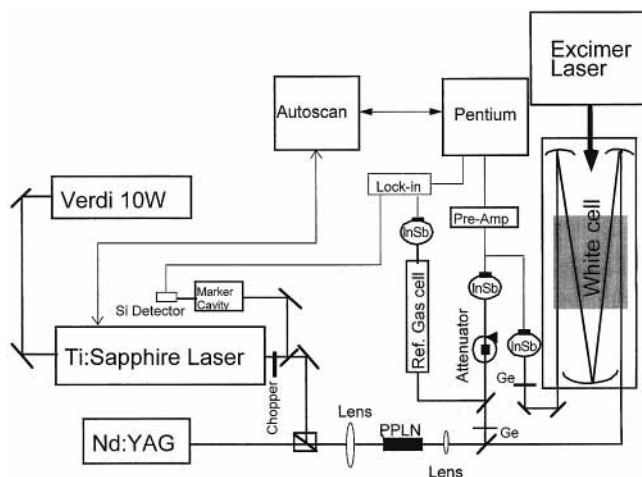 Excimer
Laser
Autoscan
Pentium
Verdi 10W
Lock-in
Pre-Amp
InSb
White cell
Si Detector
Marker
Cavity
InSb
Ref. Gas cell
Attenuator
InSb
Ti:Sapphire Laser
Chopper
Ge
Lens
PPLN
Nd:YAG
Ge
Lens